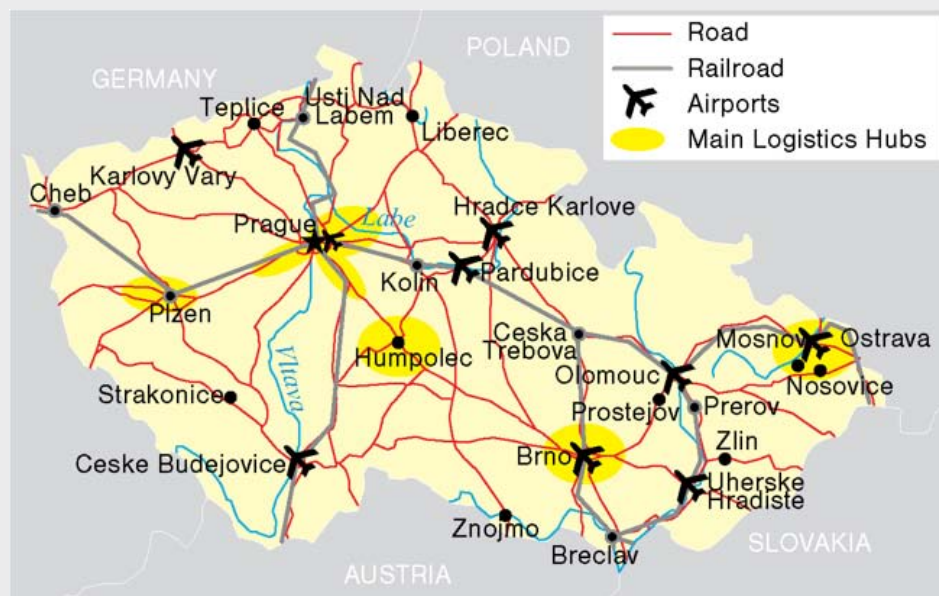 POLAND
GERMANY
Road
Railroad
Airports
Main Logistics Hubs
Teplice
Usti Nad
Labem
Liberec
Karlovy Vary
Cheb
Prague
Labe
Hradce Karlove
Kolin
Pardubice
Plzen
Humpolec
Ceska
Trebova
Mosnov
Ostrava
Vltava
Olomouc
Nosovice
Strakonice
Prostejov
Prerov
Ceske Budejovice
Brno
Zlin
Uherske
Hradiste
Znojmo
Breclav
SLOVAKIA
AUSTRIA